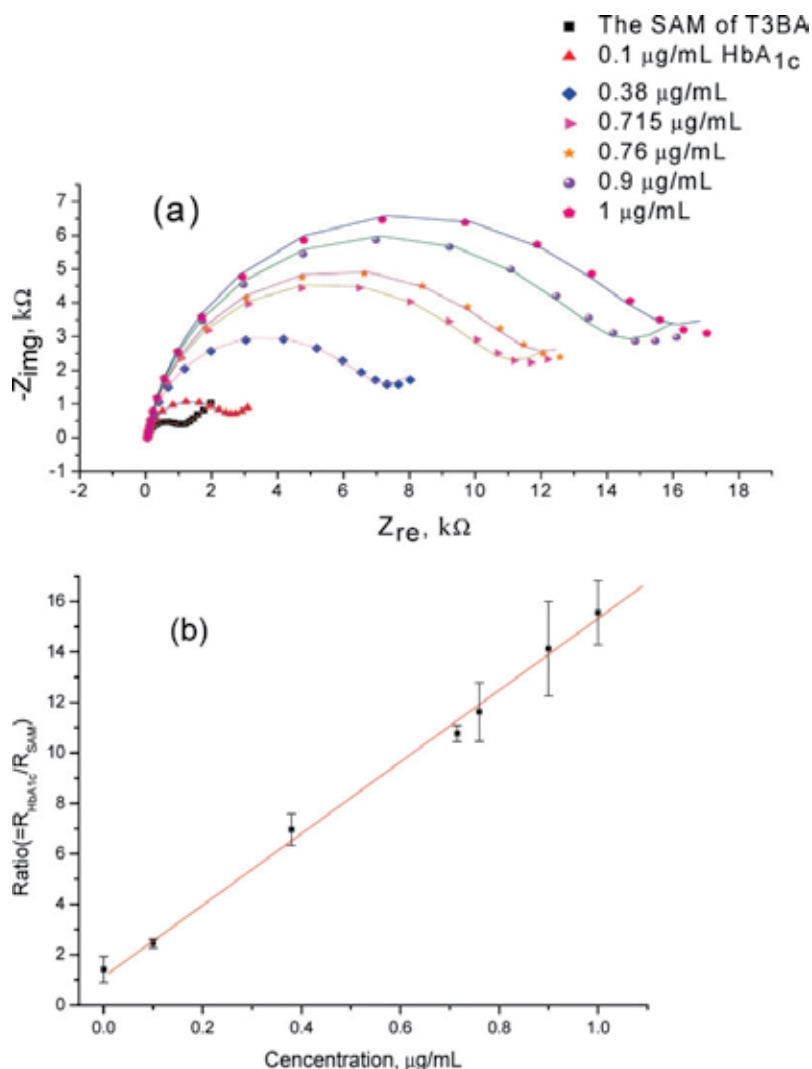 The SAM of T3BA
0.1 μg/mL HbA1c
0.38 μg/mL
0.715 μg/mL
0.76 μg/mL
0.9 μg/mL
1 μg/mL
(a)
7
6
5
4
3
2
1
0
-1
-Zimg, kΩ
-2 0 2 4 6 8 10 12 14 16 18
Zre, kΩ
(b)
16
14
12
10
8
6
4
2
0
Ratio(=RHbA1c/RSAM)
0.0 0.2 0.4 0.6 0.8 1.0
Cencentration, μg/mL